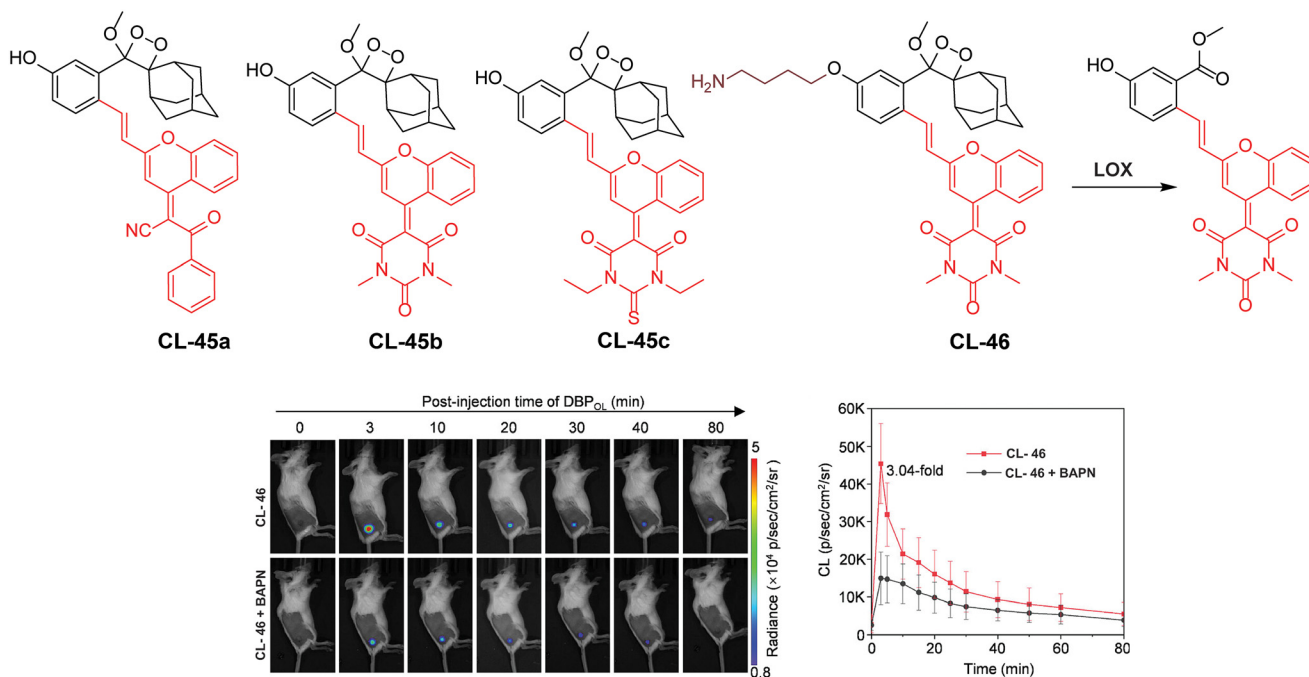 HO
O
O-O
O
NC
O
CL-45a
HO
O
O-O
O
O
O
N
N
O
CL-45b
HO
O
O-O
O
O
O
N
N
S
CL-45c
H2N
O
O
O-O
O
O
O
N
N
O
CL-46
LOX
HO
O
O
O
O
O
N
N
O
Post-injection time of DBPOL (min)
0 3 10 20 30 40 80
CL-46
CL-46 + BAPN
5
Radiance (×10⁴ p/sec/cm²/sr)
0.8
60K
50K
40K
30K
20K
10K
0
CL (p/sec/cm²/sr)
3.04-fold
CL-46
CL-46 + BAPN
0 20 40 60 80
Time (min)